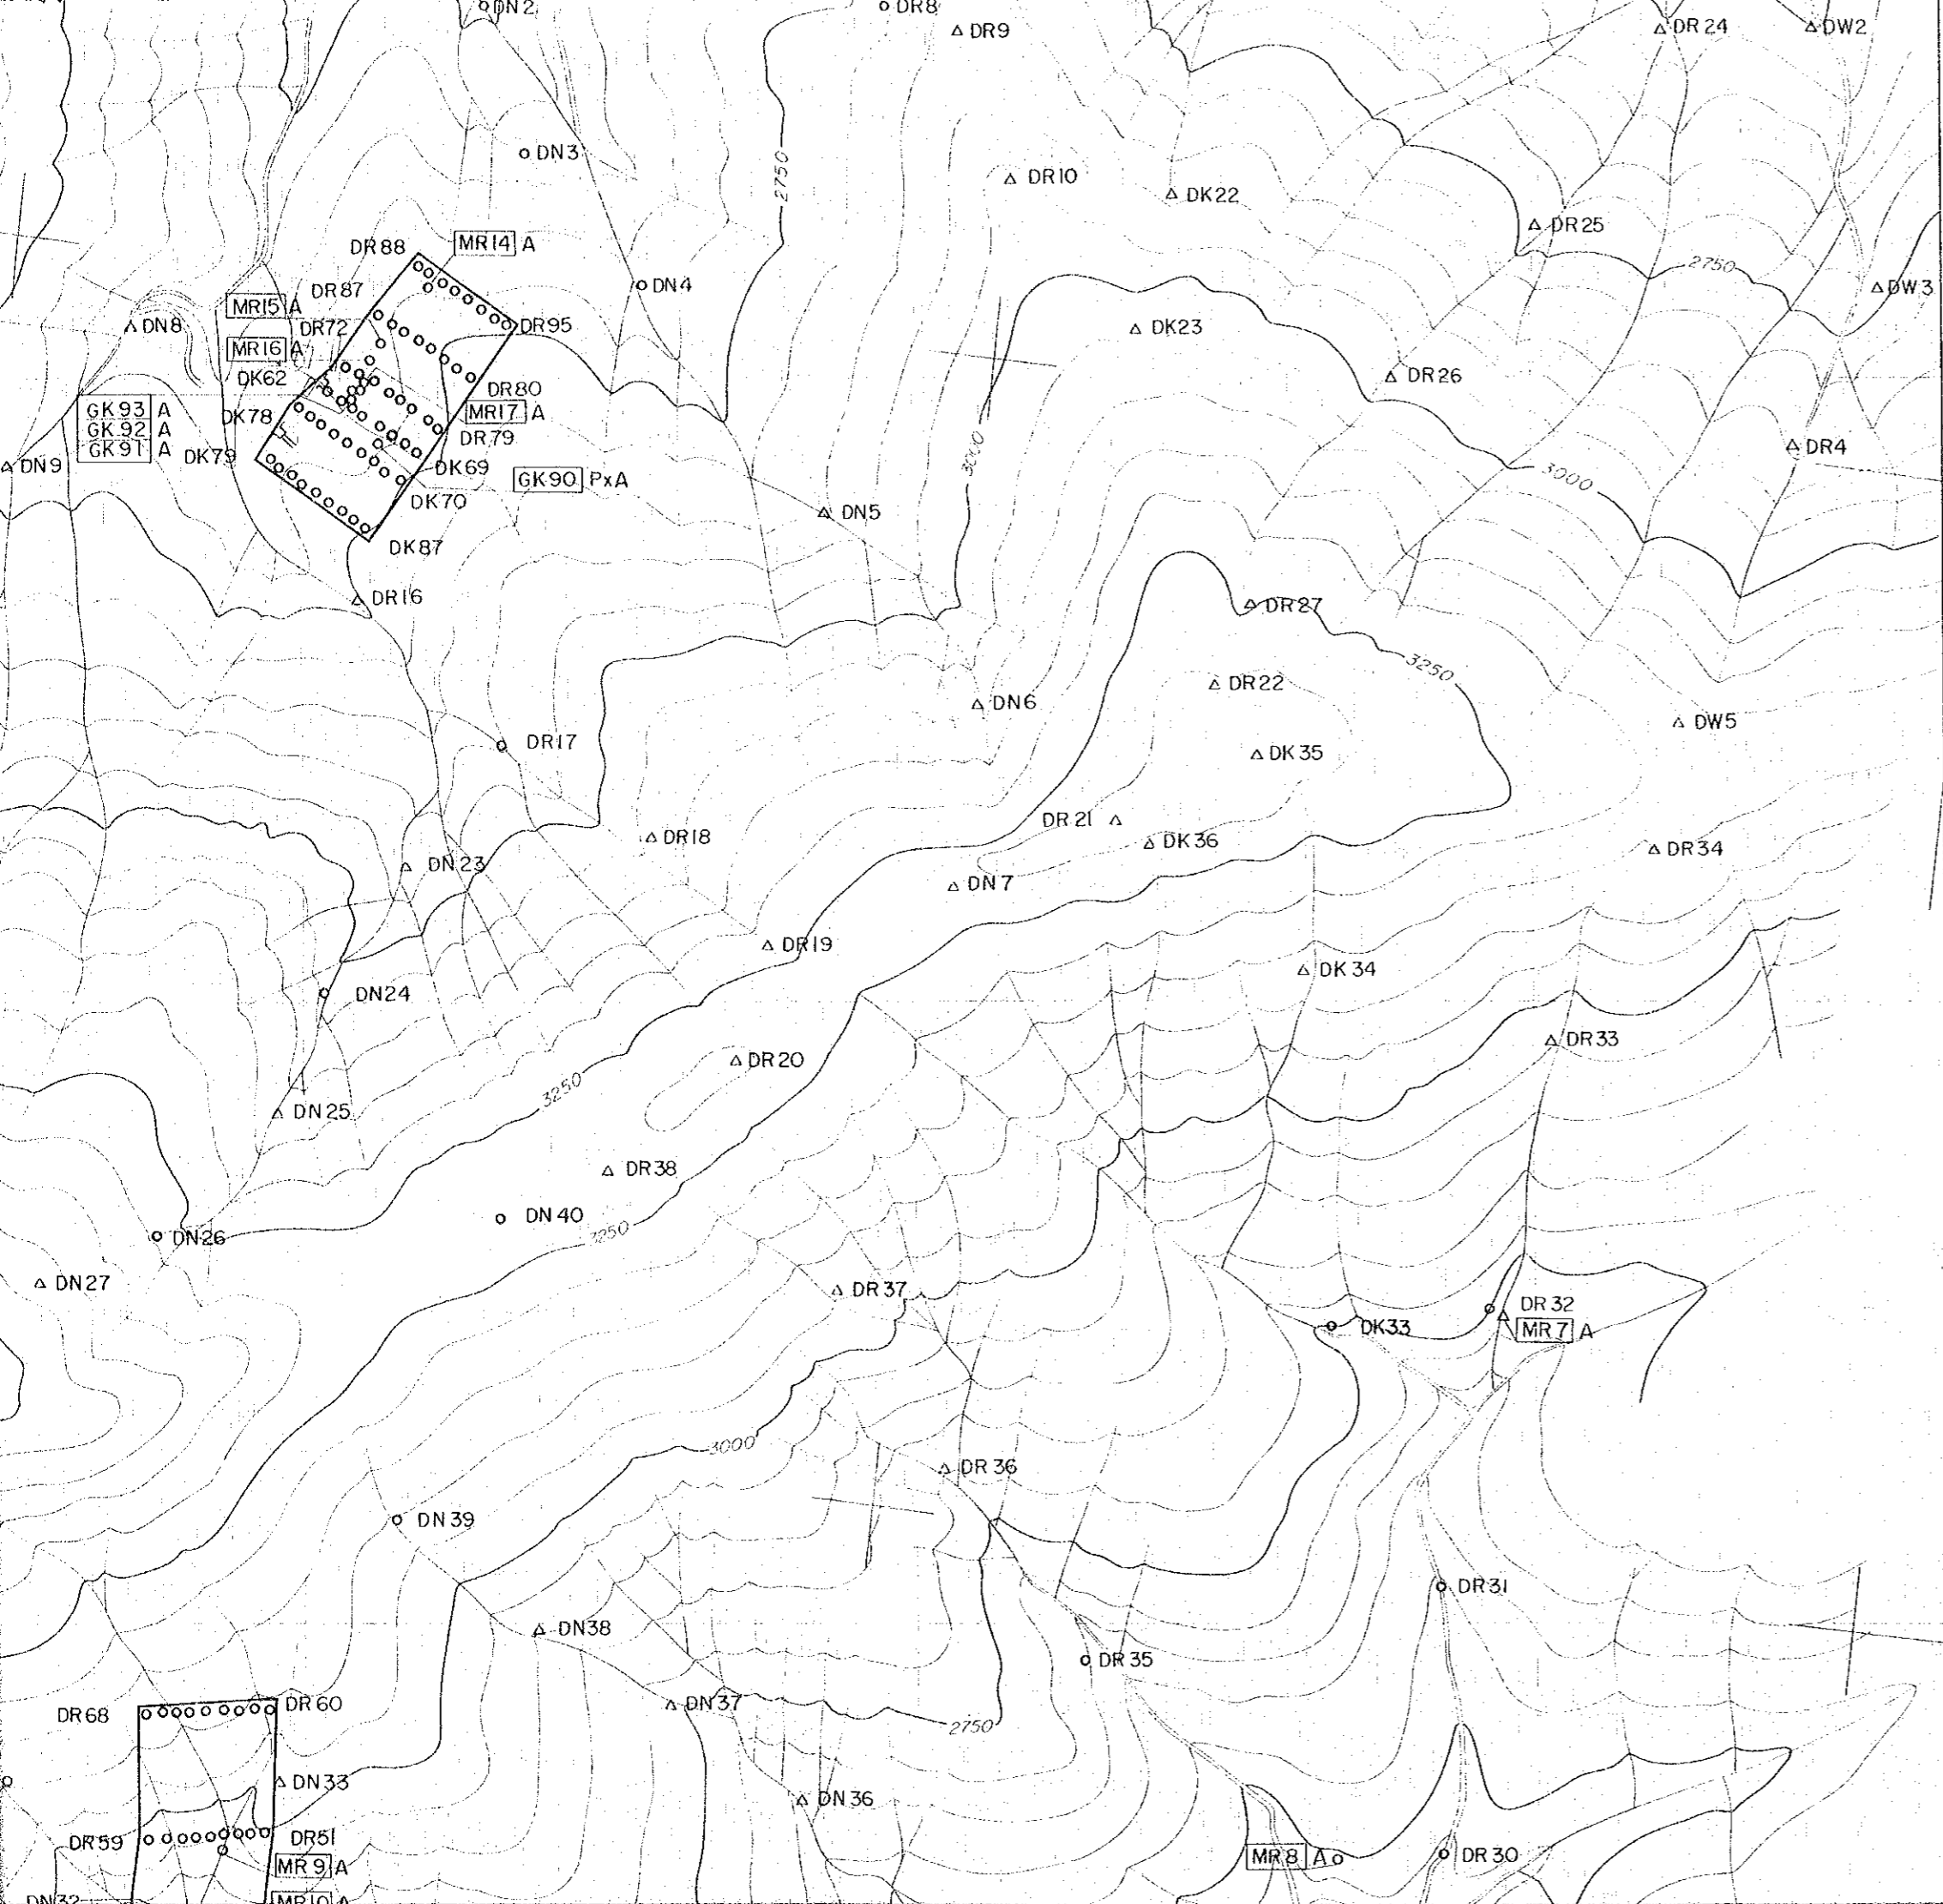 DN2
DR8
DR9
DR24
DW2
DN3
2750
DR10
DK22
DR25
DR88
MR14 A
DN4
2750
DW3
DR87
MR15 A
DN8
DR72
DR95
DK23
MR16 A
DK62
DR26
DR80
GK93 A
MR17 A
DK78
GK92 A
DR79
GK91 A
DR4
DK79
DN9
DK69
3000
3000
GK90 PxA
DK70
DN5
DK87
DR16
DR27
3250
DR22
DN6
DW5
DR17
DK35
DR21
DR18
DK36
DR34
DN23
DN7
DR19
DK34
DN24
DR33
DR20
3250
DN25
DR38
DN40
3250
DN26
DN27
DR37
DR32
DK33
MR7 A
3000
DR36
DN39
DR31
DN38
DR35
DR60
DN37
DR68
2750
DN33
DN36
DR51
DR59
DR30
MR8 A
MR9 A
DN32
MR10 A